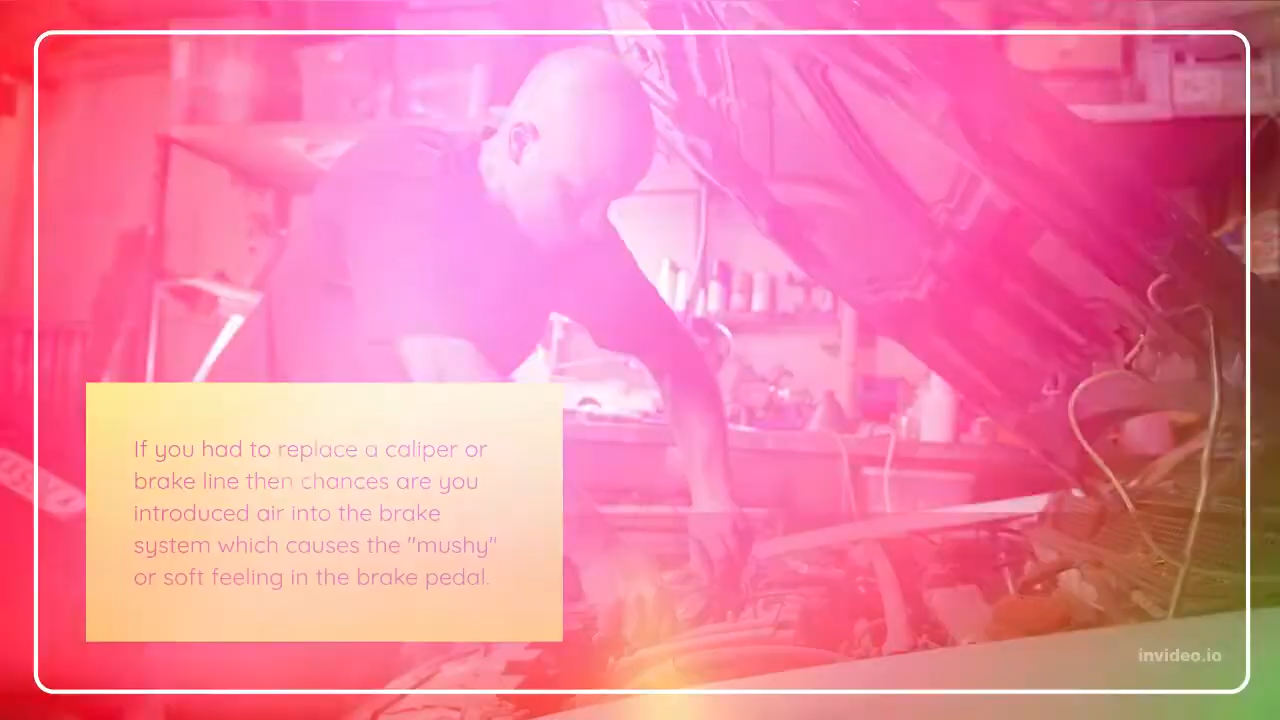 If you had to replace a caliper or
brake line then chances are you
introduced air into the brake
system which causes the "mushy"
or soft feeling in the brake pedal.
invideo.io